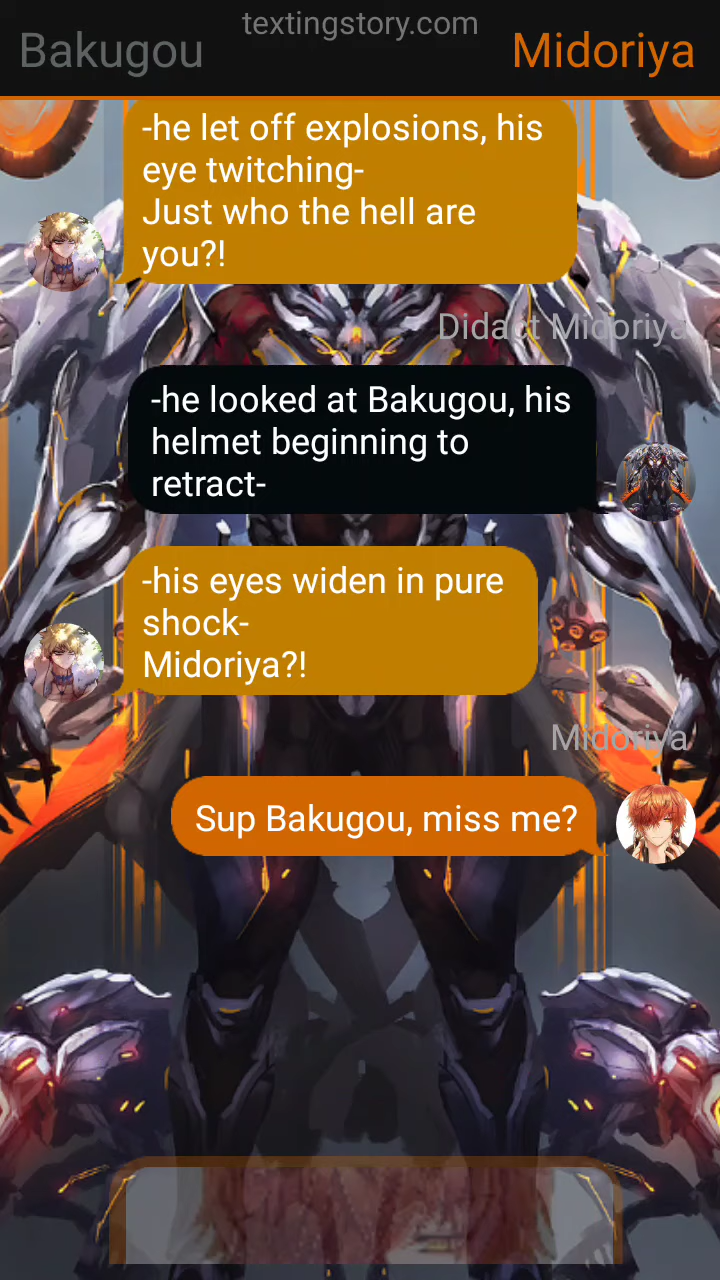 textingstory.com
Bakugou
Midoriya
-he let off explosions, his
eye twitching-
Just who the hell are
you?!
Didact Midoriya
-he looked at Bakugou, his
helmet beginning to
retract-
-his eyes widen in pure
shock-
Midoriya?!
Midoriya
Sup Bakugou, miss me?